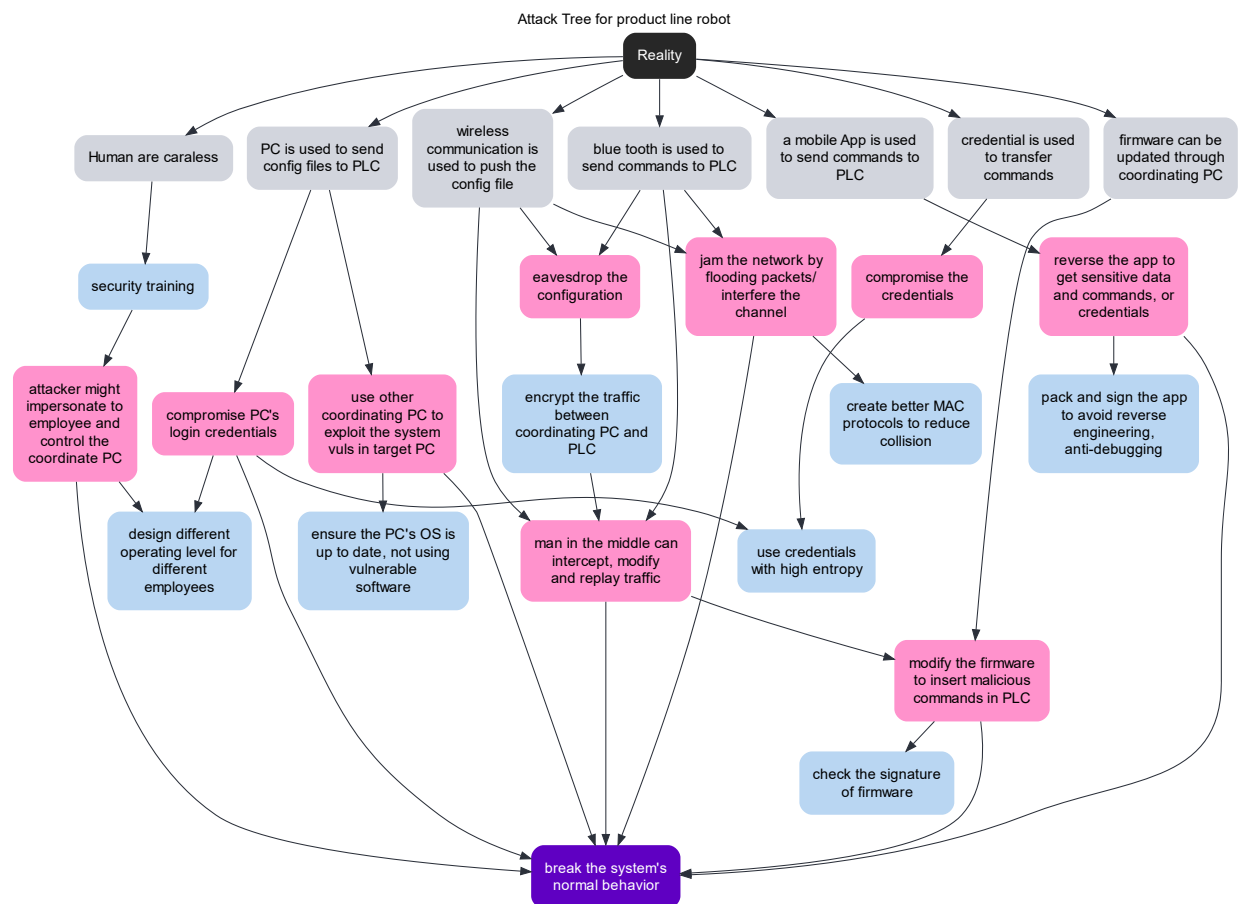 Attack Tree for product line robot
Reality
Human are caraless
PC is used to send
config files to PLC
wireless
communication is
used to push the
config file
blue tooth is used to
send commands to PLC
a mobile App is used
to send commands to
PLC
credential is used
to transfer
commands
firmware can be
updated through
coordinating PC
security training
eavesdrop the
configuration
jam the network by
flooding packets/
interfere the
channel
compromise the
credentials
reverse the app to
get sensitive data
and commands, or
credentials
attacker might
impersonate to
employee and
control the
coordinate PC
compromise PC's
login credentials
use other
coordinating PC to
exploit the system
vuls in target PC
encrypt the traffic
between
coordinating PC and
PLC
create better MAC
protocols to reduce
collision
pack and sign the app
to avoid reverse
engineering,
anti-debugging
design different
operating level for
different
employees
ensure the PC's OS is
up to date, not using
vulnerable
software
man in the middle can
intercept, modify
and replay traffic
use credentials
with high entropy
modify the firmware
to insert malicious
commands in PLC
check the signature
of firmware
break the system's
normal behavior